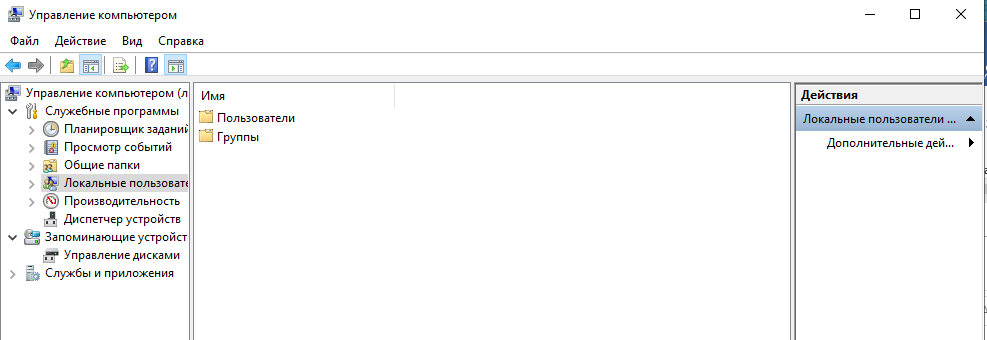 Управление компьютером
Файл Действие Вид Справка
Управление компьютером (л
Служебные программы
Планировщик заданий
Просмотр событий
Общие папки
Локальные пользовате
Производительность
Диспетчер устройств
Запоминающие устройст
Управление дисками
Службы и приложения
Имя
Пользователи
Группы
Действия
Локальные пользователи ...
Дополнительные дей...